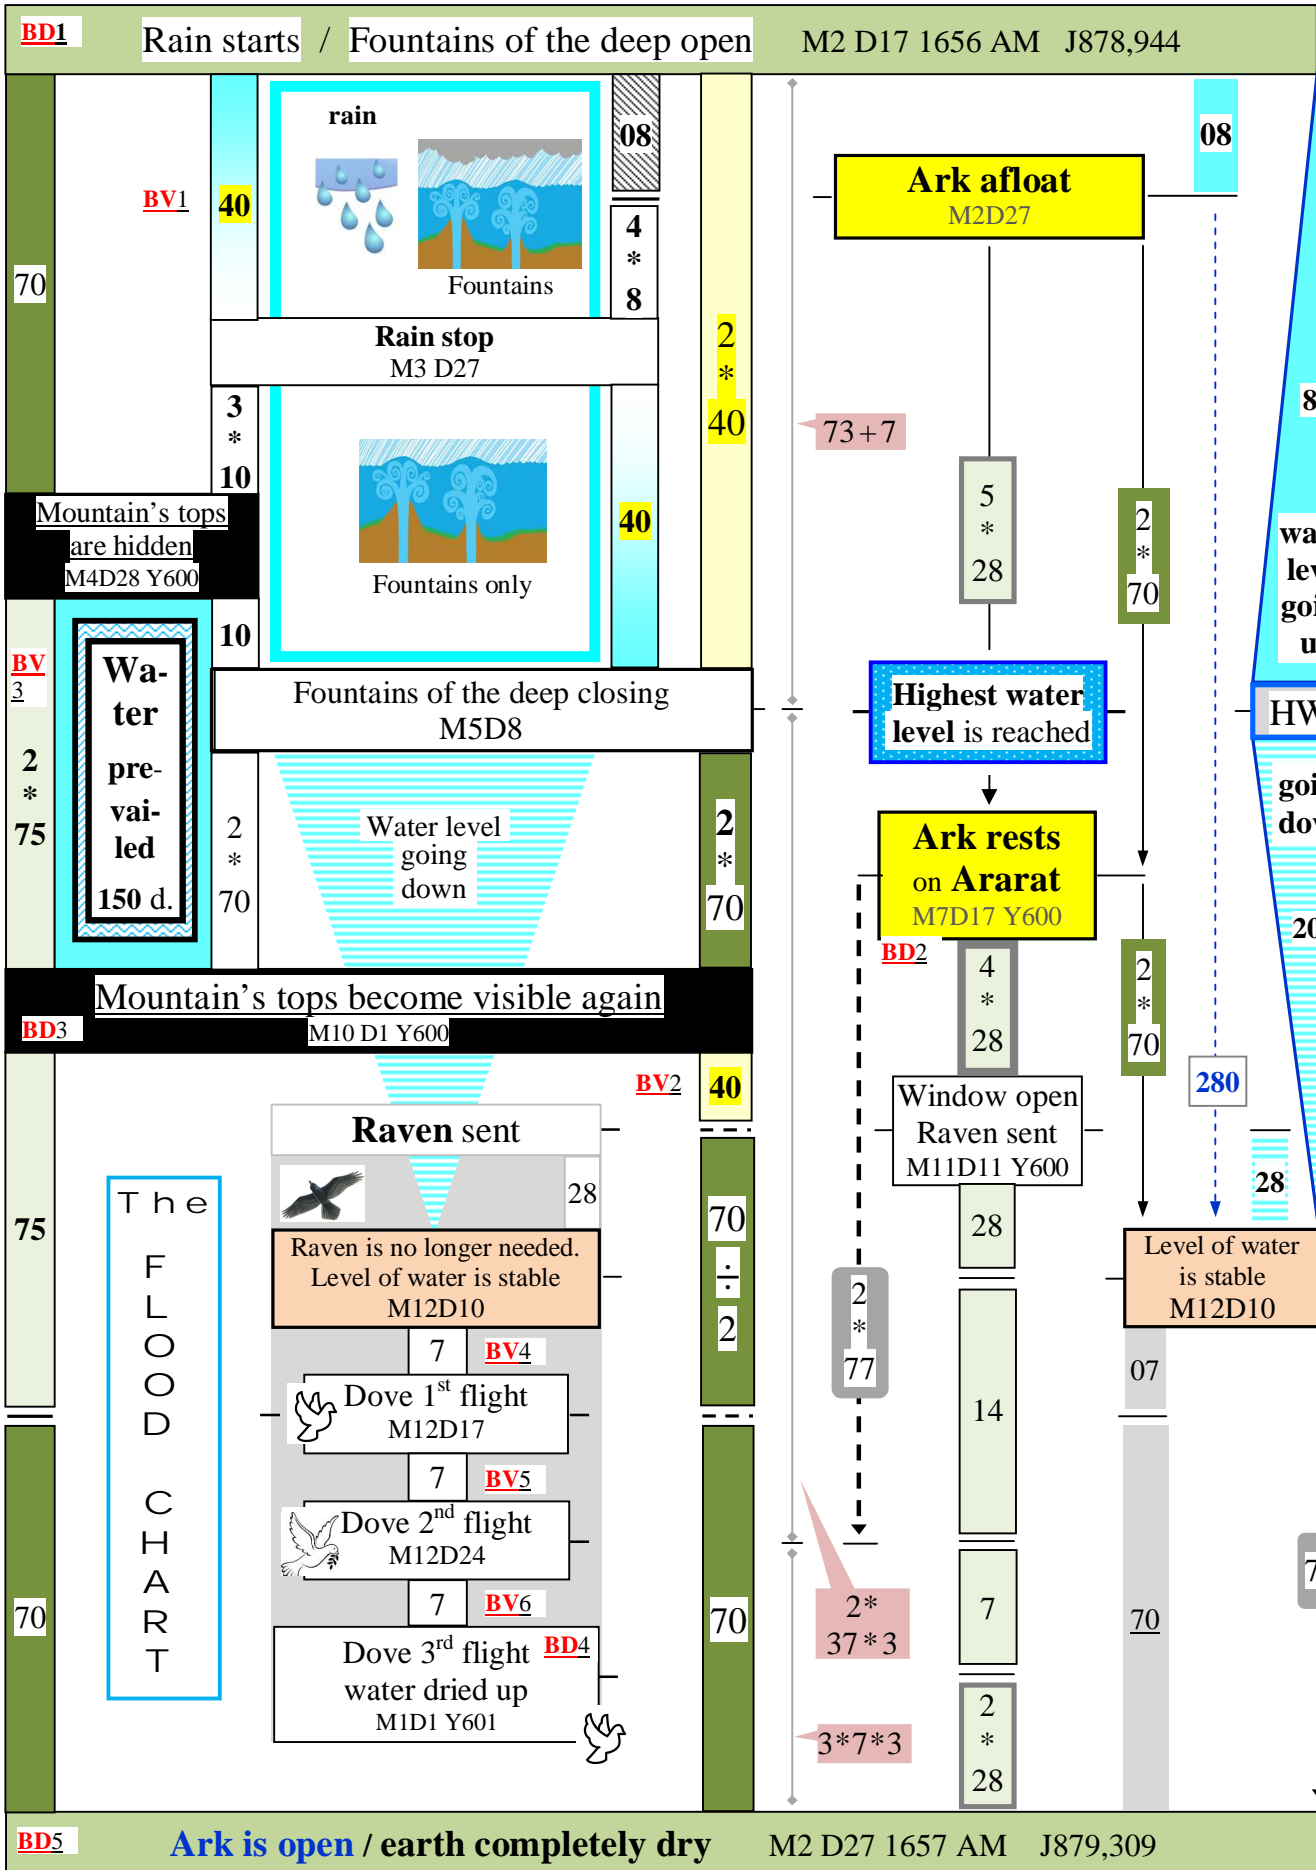 BD1 Rain starts / Fountains of the deep open M2 D17 1656 AM J878,944
70
BV1
40
rain
Fountains
08
4
*
8
Rain stop
M3 D27
3
*
10
Fountains only
40
2
*
40
Mountain’s tops
are hidden
M4D28 Y600
10
BV
3
2
*
75
Wa-
ter
pre-
vai-
led
150 d.
Fountains of the deep closing
M5D8
2
*
70
Water level
going
down
2
*
70
Mountain’s tops become visible again
BD3
M10 D1 Y600
BV2
40
75
The
FLOOD
CHART
Raven sent
28
Raven is no longer needed.
Level of water is stable
M12D10
70
÷
2
7 BV4
Dove 1st flight
M12D17
7 BV5
Dove 2nd flight
M12D24
7 BV6
Dove 3rd flight BD4
water dried up
M1D1 Y601
70
70
73+7
2*
37*3
3*7*3
Ark afloat
M2D27
08
5
*
28
2
*
70
Highest water
level is reached
Ark rests
on Ararat
M7D17 Y600
BD2
4
*
28
2
*
70
280
Window open
Raven sent
M11D11 Y600
28
28
Level of water
is stable
M12D10
2
*
77
14
07
7
70
2
*
28
8
u
HW
20
7
BD5 Ark is open / earth completely dry M2 D27 1657 AM J879,309